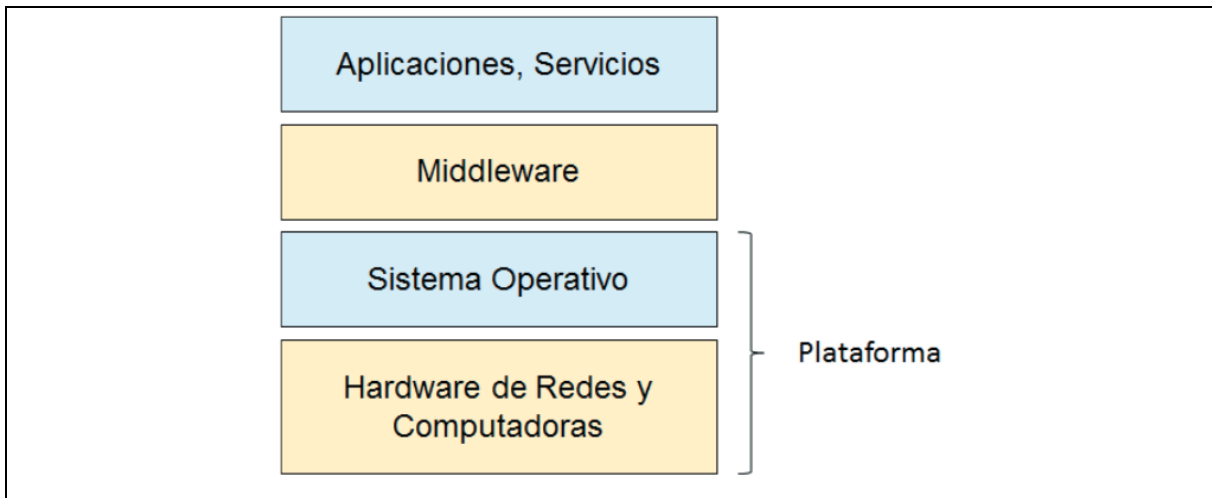 Aplicaciones, Servicios
Middleware
Sistema Operativo
Plataforma
Hardware de Redes y
Computadoras